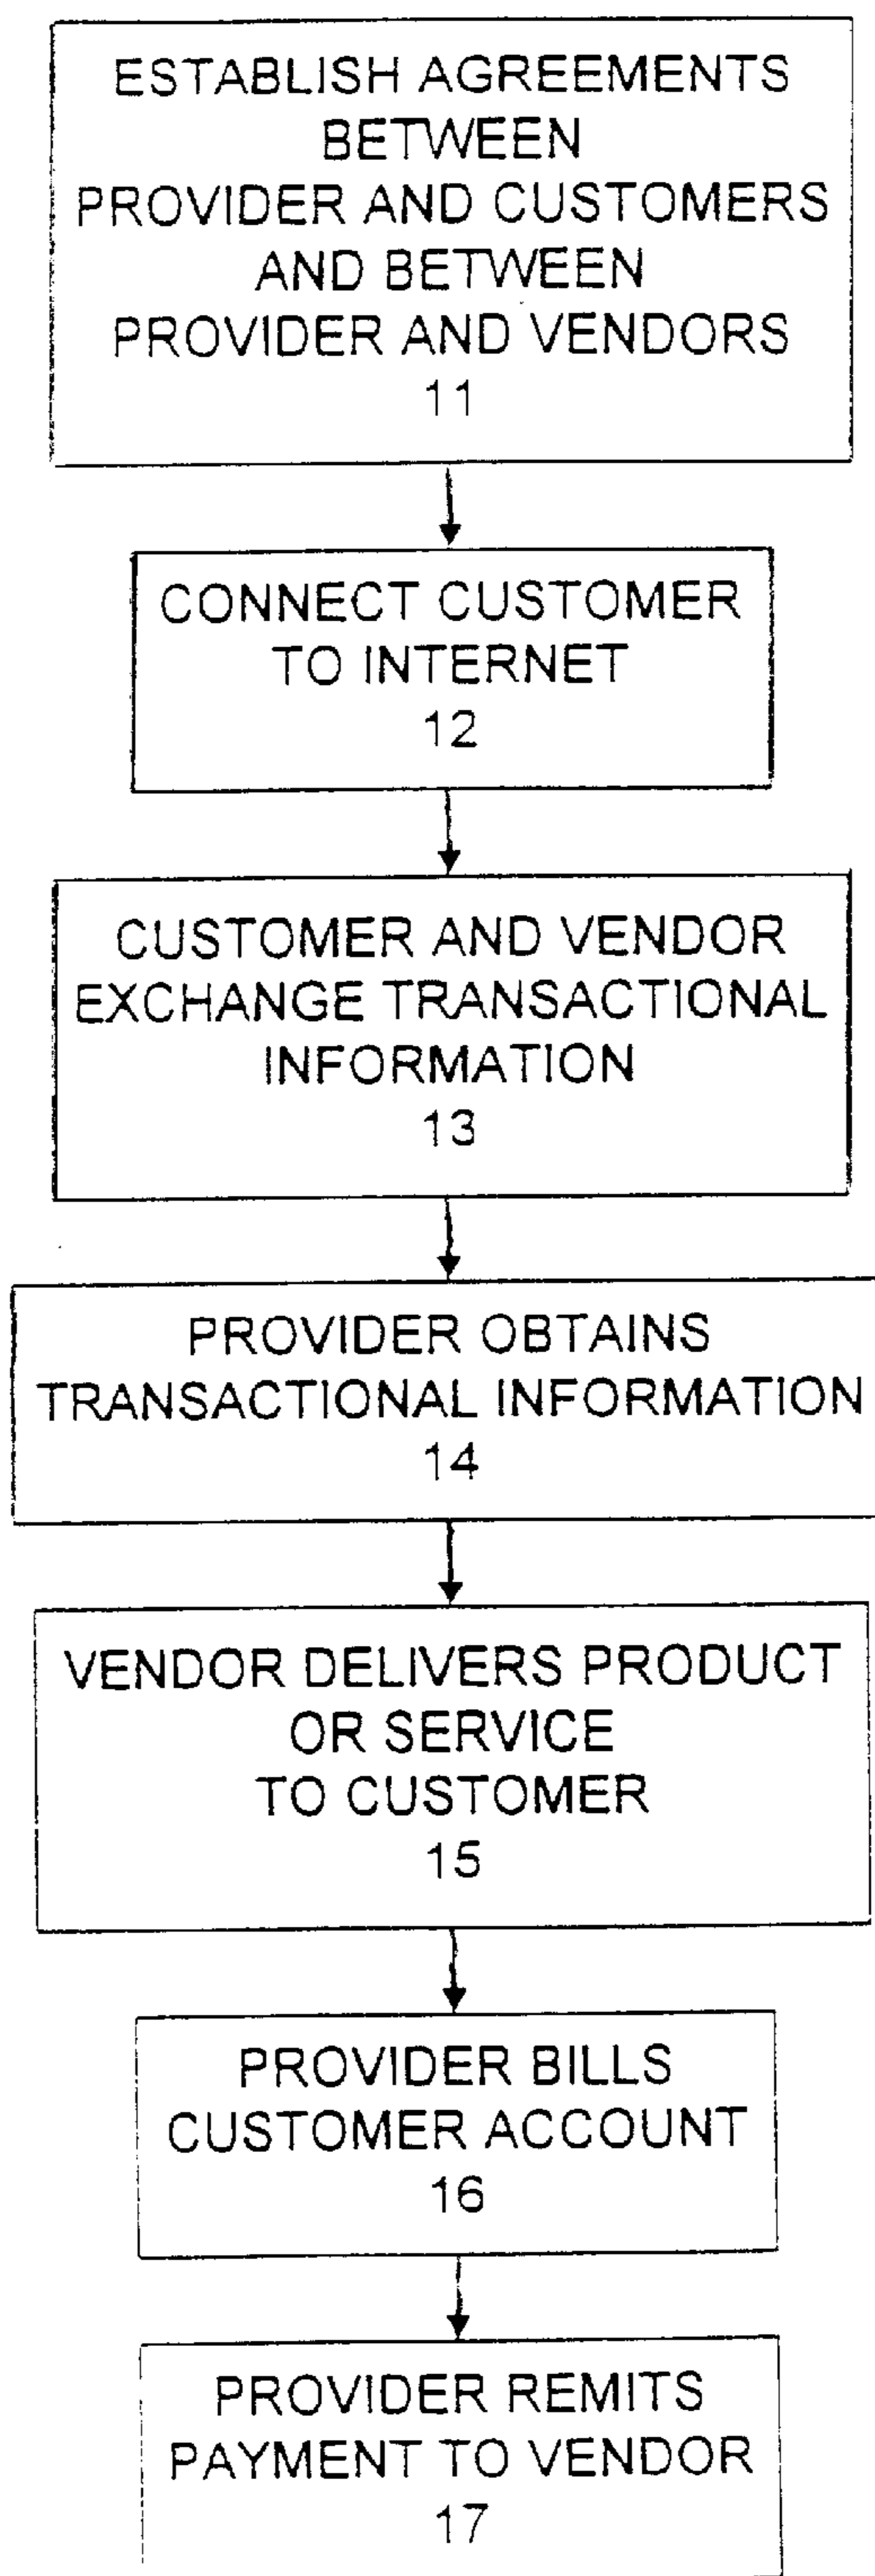 ESTABLISH AGREEMENTS
BETWEEN
PROVIDER AND CUSTOMERS
AND BETWEEN
PROVIDER AND VENDORS
11
CONNECT CUSTOMER
TO INTERNET
12
CUSTOMER AND VENDOR
EXCHANGE TRANSACTIONAL
INFORMATION
13
PROVIDER OBTAINS
TRANSACTIONAL INFORMATION
14
VENDOR DELIVERS PRODUCT
OR SERVICE
TO CUSTOMER
15
PROVIDER BILLS
CUSTOMER ACCOUNT
16
PROVIDER REMITS
PAYMENT TO VENDOR
17